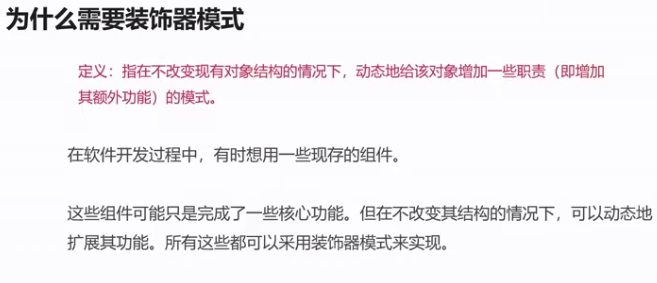 为什么需要装饰器模式
定义：指在不改变现有对象结构的情况下，动态地给该对象增加一些职责（即增加
其额外功能）的模式。
在软件开发过程中，有时想用一些现存的组件。
这些组件可能只是完成了一些核心功能。但在不改变其结构的情况下，可以动态地
扩展其功能。所有这些都可以采用装饰器模式来实现。